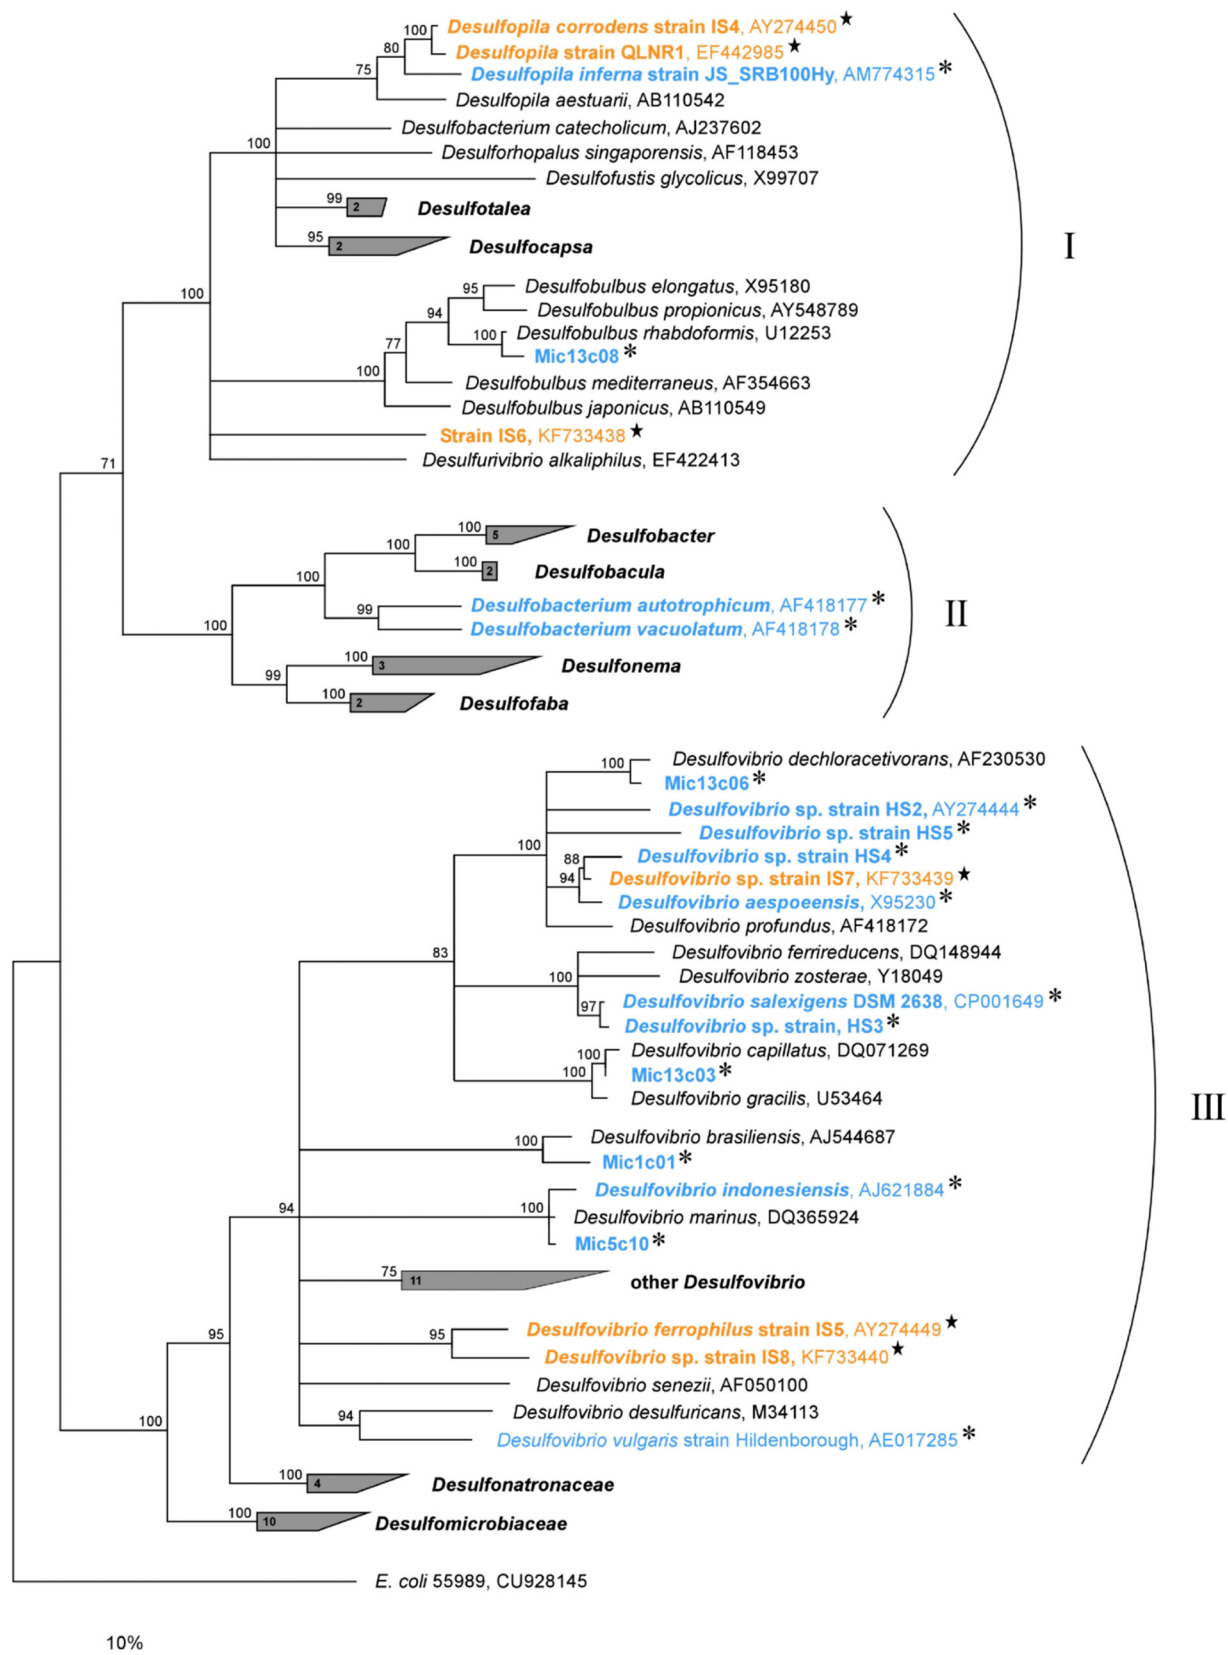 100 Desulfopila corrodens strain IS4, AY274450★
80 Desulfopila strain QLNR1, EF442985★
75 Desulfopila inferna strain JS_SRB100Hy, AM774315*
Desulfopila aestuarii, AB110542
Desulfobacterium catecholicum, AJ237602
100 Desulforhopalus singaporensis, AF118453
Desulfofustis glycolicus, X99707
99 2 Desulfotalea
95 2 Desulfocapsa
I
100
95 Desulfobulbus elongatus, X95180
94 Desulfobulbus propionicus, AY548789
100 Desulfobulbus rhabdoformis, U12253
77 Mic13c08*
100 Desulfobulbus mediterraneus, AF354663
Desulfobulbus japonicus, AB110549
Strain IS6, KF733438★
Desulfurivibrio alkaliphilus, EF422413
71
100 5 Desulfobacter
100
100 2 Desulfobacula
100
99 Desulfobacterium autotrophicum, AF418177*
100 Desulfobacterium vacuolatum, AF418178*
II
100 3 Desulfonema
99
100 2 Desulfofaba
100 Desulfovibrio dechloracetivorans, AF230530
Mic13c06*
Desulfovibrio sp. strain HS2, AY274444*
Desulfovibrio sp. strain HS5*
100
88 Desulfovibrio sp. strain HS4*
94 Desulfovibrio sp. strain IS7, KF733439★
Desulfovibrio aespoeensis, X95230*
Desulfovibrio profundus, AF418172
83 Desulfovibrio ferrireducens, DQ148944
100 Desulfovibrio zosterae, Y18049
97 Desulfovibrio salexigens DSM 2638, CP001649*
Desulfovibrio sp. strain, HS3*
100 Desulfovibrio capillatus, DQ071269
100 Mic13c03*
Desulfovibrio gracilis, U53464
III
100 Desulfovibrio brasiliensis, AJ544687
Mic1c01*
Desulfovibrio indonesiensis, AJ621884*
94 100 Desulfovibrio marinus, DQ365924
Mic5c10*
75 11 other Desulfovibrio
95 95 Desulfovibrio ferrophilus strain IS5, AY274449★
Desulfovibrio sp. strain IS8, KF733440★
Desulfovibrio senezii, AF050100
100 94 Desulfovibrio desulfuricans, M34113
Desulfovibrio vulgaris strain Hildenborough, AE017285*
100 4 Desulfonatronaceae
100 10 Desulfomicrobiaceae
E. coli 55989, CU928145
10%